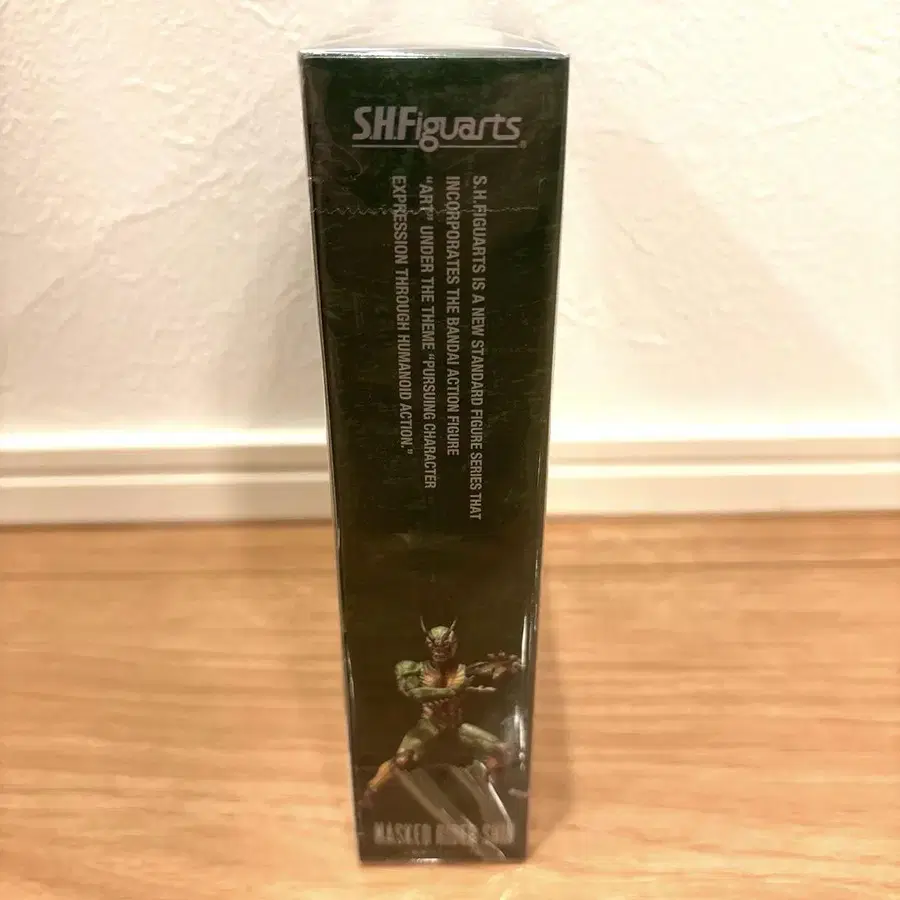 S.H.Figuarts
S.H.FIGUARTS IS A NEW STANDARD FIGURE SERIES THAT
INCORPORATES THE BANDAI ACTION FIGURE
"ART" UNDER THE THEME "PURSUING CHARACTER
EXPRESSION THROUGH HUMANOID ACTION."
MASKED RIDER SHIN